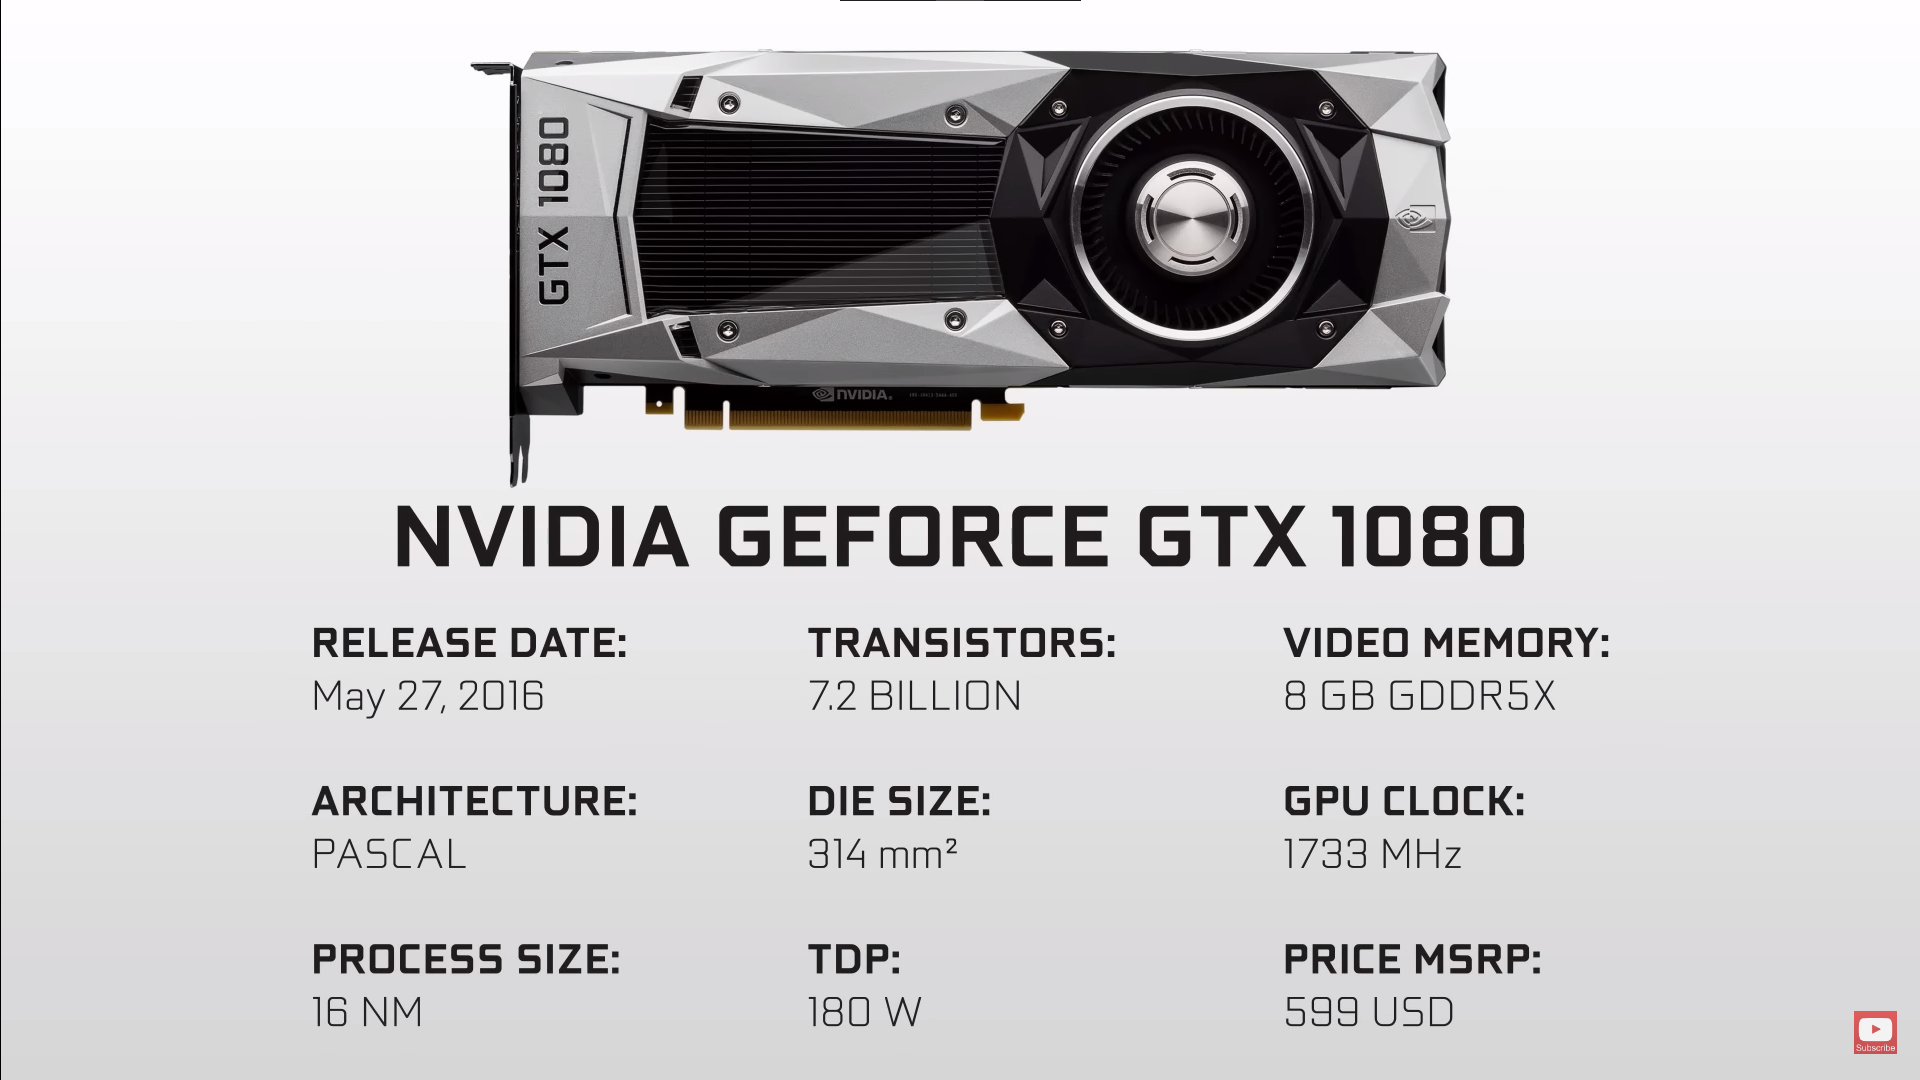 GTX 1080
NVIDIA.
NVIDIA GEFORCE GTX 1080
RELEASE DATE:
May 27, 2016
TRANSISTORS:
7.2 BILLION
VIDEO MEMORY:
8 GB GDDR5X
ARCHITECTURE:
PASCAL
DIE SIZE:
314 mm²
GPU CLOCK:
1733 MHz
PROCESS SIZE:
16 NM
TDP:
180 W
PRICE MSRP:
599 USD
Subscribe